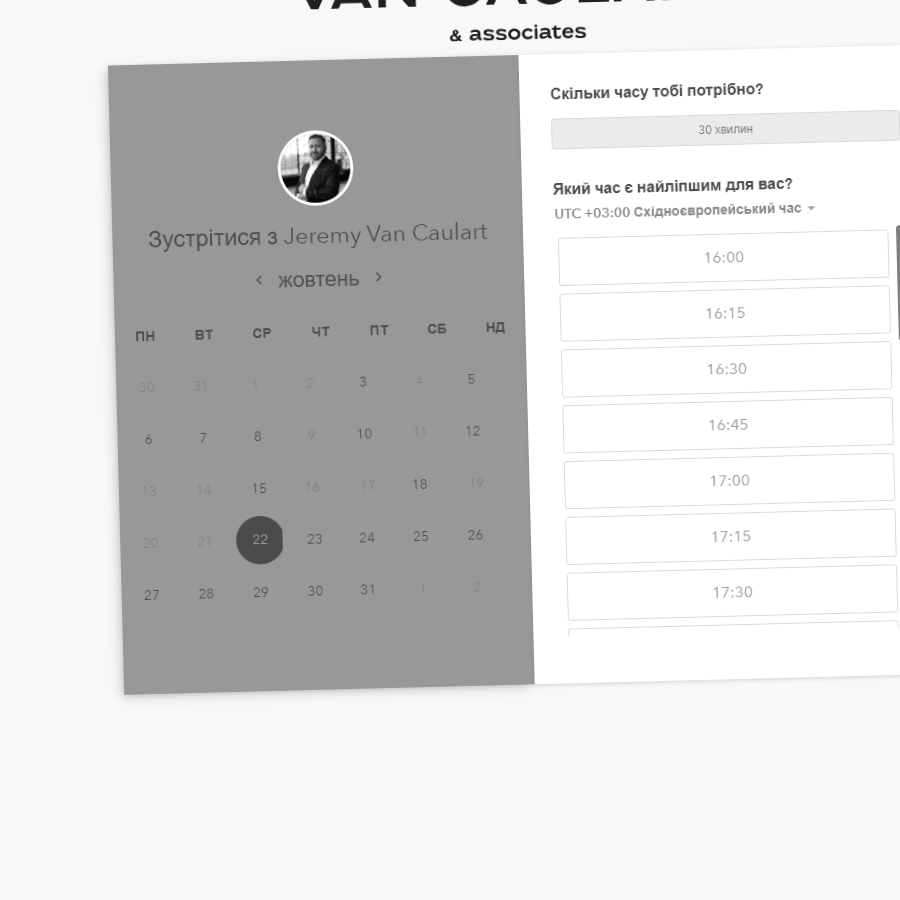 & associates
Зустрітися з Jeremy Van Caulart
‹ жовтень ›
ПН ВТ СР ЧТ ПТ СБ НД
30 31 1 2 3 4 5
6 7 8 9 10 11 12
13 14 15 16 17 18 19
20 21 22 23 24 25 26
27 28 29 30 31 1 2
Скільки часу тобі потрібно?
30 хвилин
Який час є найліпшим для вас?
UTC +03:00 Східноєвропейський час
16:00
16:15
16:30
16:45
17:00
17:15
17:30